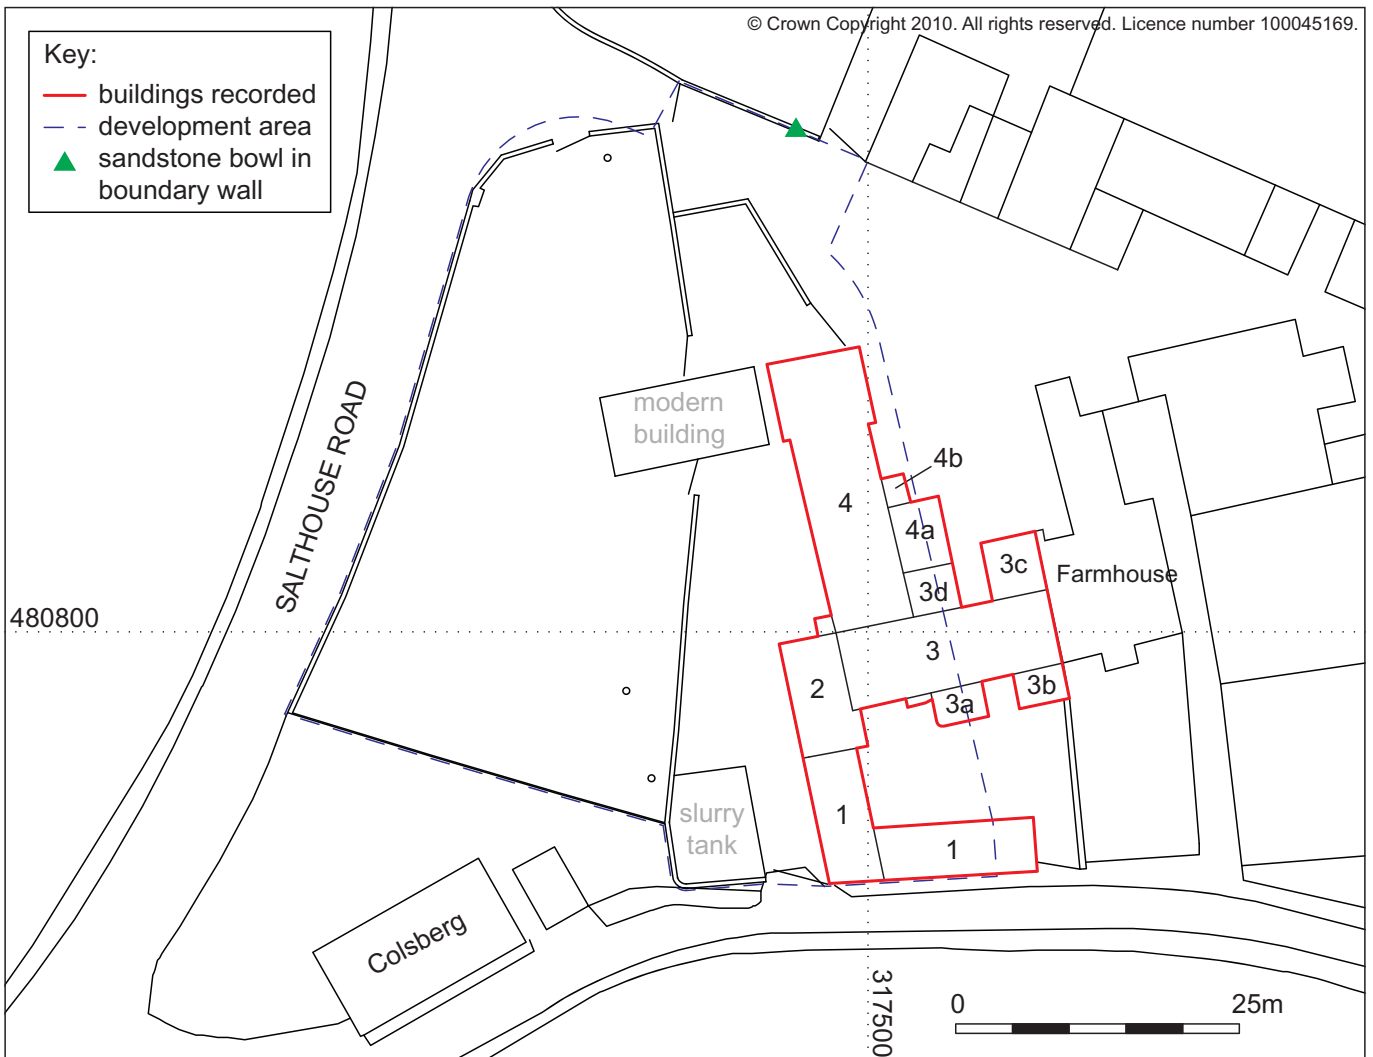 © Crown Copyright 2010. All rights reserved. Licence number 100045169.
Key:
buildings recorded
development area
sandstone bowl in
boundary wall
SALTHOUSE ROAD
modern
building
4b
4
4a
3c
Farmhouse
3d
480800
3
2
3b
3a
1
slurry
tank
1
Colsberg
317500
0 25m